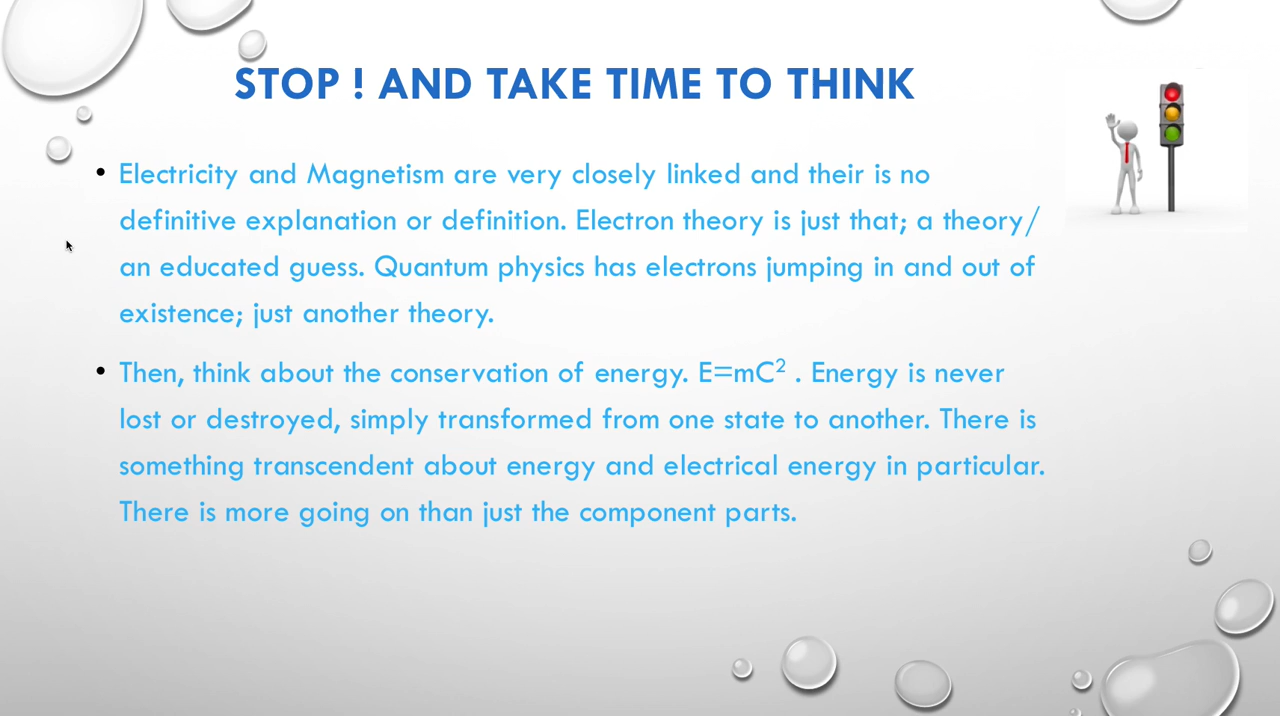 STOP ! AND TAKE TIME TO THINK
• Electricity and Magnetism are very closely linked and their is no
definitive explanation or definition. Electron theory is just that; a theory/
an educated guess. Quantum physics has electrons jumping in and out of
existence; just another theory.
• Then, think about the conservation of energy. E=mC² . Energy is never
lost or destroyed, simply transformed from one state to another. There is
something transcendent about energy and electrical energy in particular.
There is more going on than just the component parts.